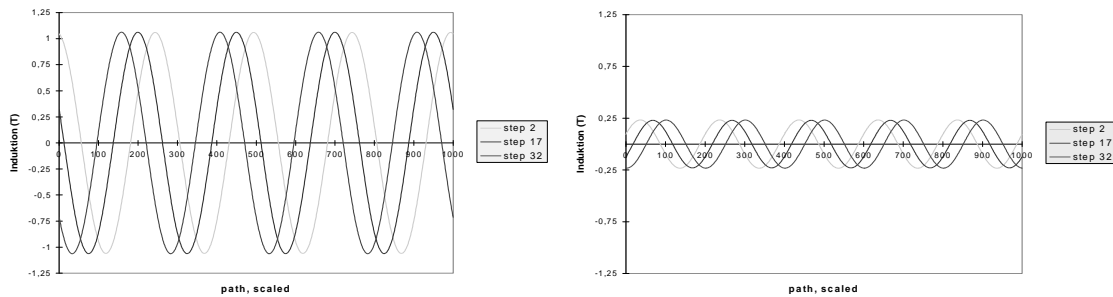 1,25
1
0,75
0,5
0,25
0
-0,25
-0,5
-0,75
-1
-1,25
Induktion (T)
0 100 200 300 400 500 600 700 800 900 1000
path, scaled
step 2
step 17
step 32
1,25
0,75
0,25
-0,25
-0,75
-1,25
Induktion (T)
0 100 200 300 400 500 600 700 800 900 1000
path, scaled
step 2
step 17
step 32